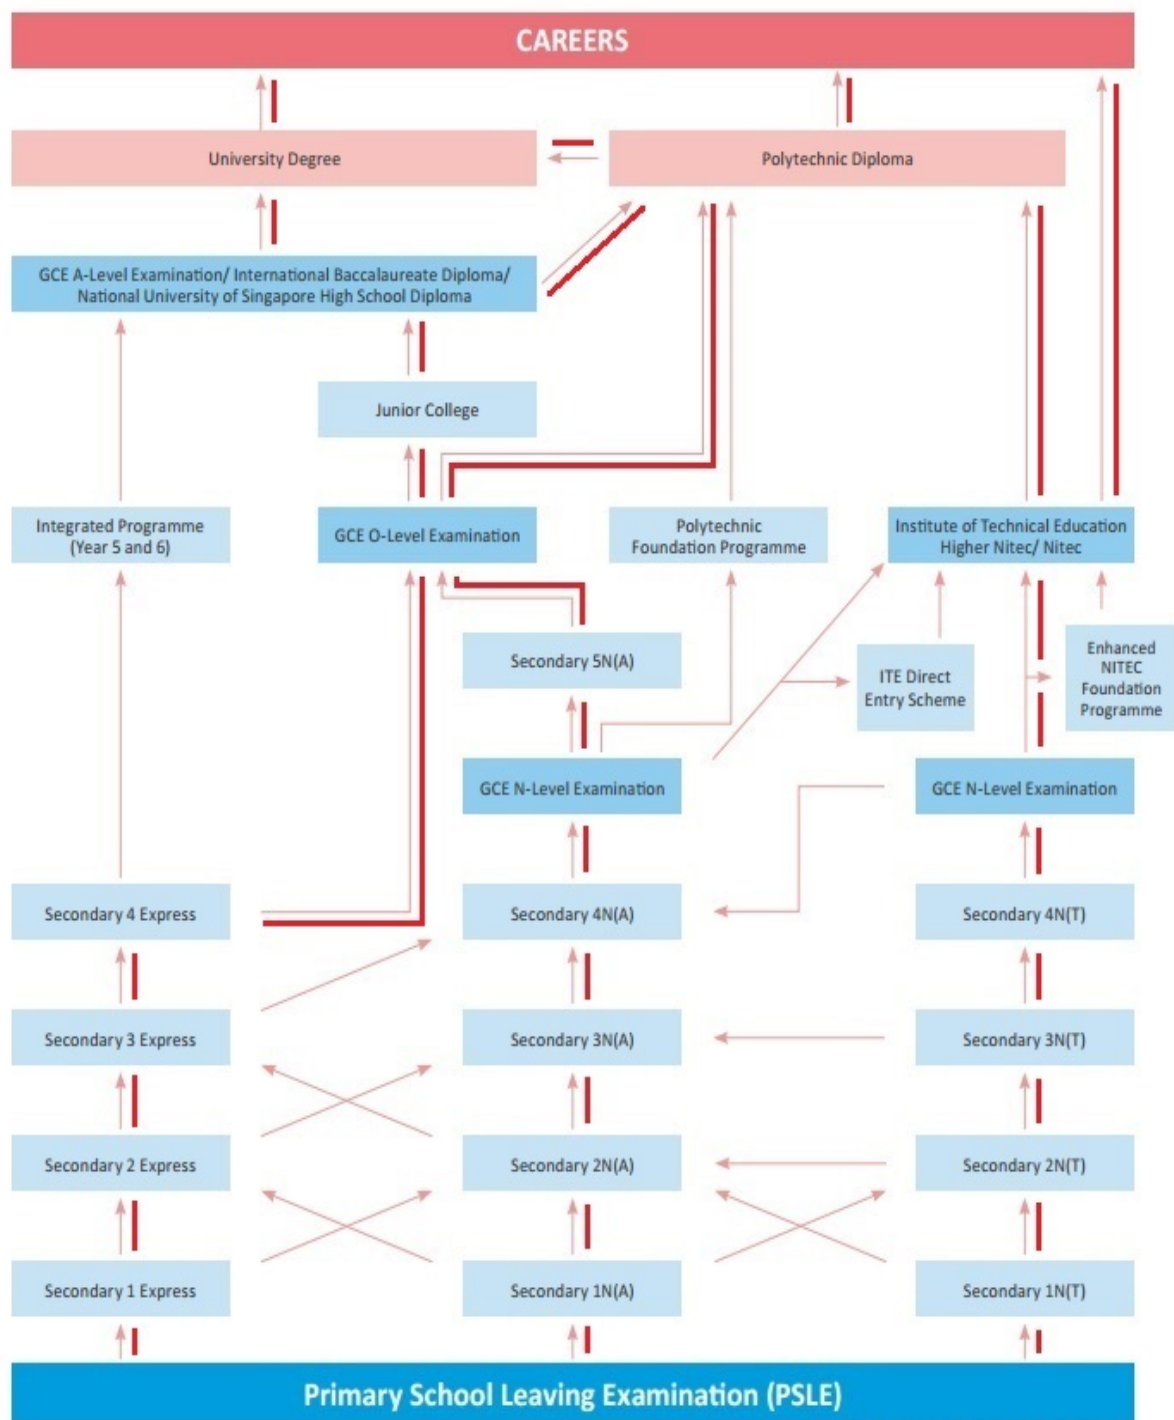 CAREERS
University Degree
Polytechnic Diploma
GCE A-Level Examination/ International Baccalaureate Diploma/
National University of Singapore High School Diploma
Junior College
Integrated Programme
(Year 5 and 6)
GCE O-Level Examination
Polytechnic
Foundation Programme
Institute of Technical Education
Higher Nitec/ Nitec
Secondary 5N(A)
ITE Direct
Entry Scheme
Enhanced
NITEC
Foundation
Programme
GCE N-Level Examination
GCE N-Level Examination
Secondary 4 Express
Secondary 4N(A)
Secondary 4N(T)
Secondary 3 Express
Secondary 3N(A)
Secondary 3N(T)
Secondary 2 Express
Secondary 2N(A)
Secondary 2N(T)
Secondary 1 Express
Secondary 1N(A)
Secondary 1N(T)
Primary School Leaving Examination (PSLE)